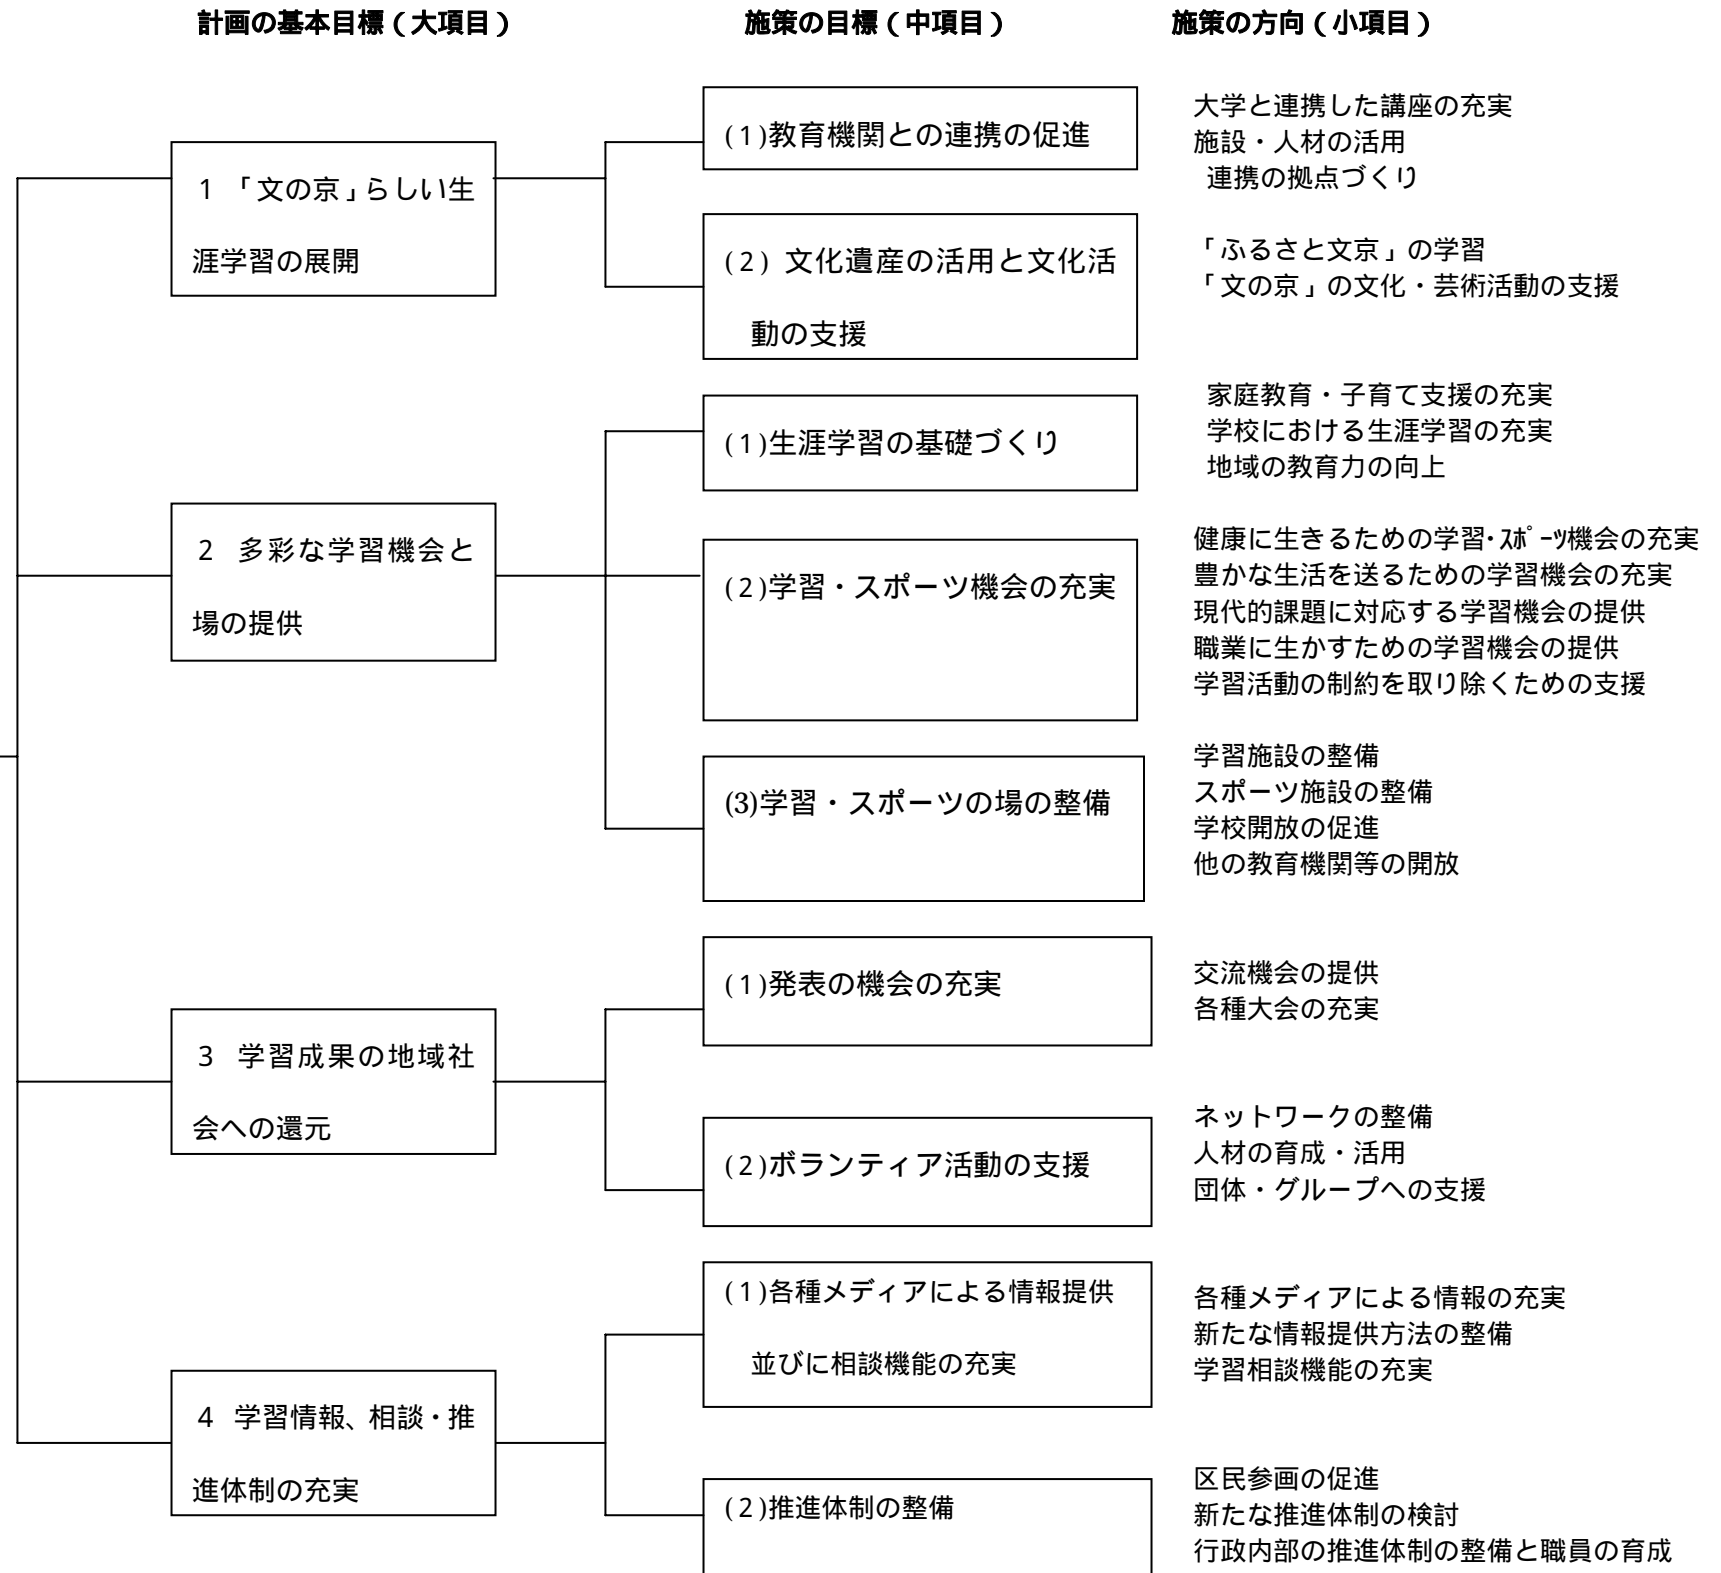 計画の基本目標（大項目）
施策の目標（中項目）
施策の方向（小項目）
1 「文の京」らしい生
涯学習の展開
(1)教育機関との連携の促進
大学と連携した講座の充実
施設・人材の活用
連携の拠点づくり
(2) 文化遺産の活用と文化活
動の支援
「ふるさと文京」の学習
「文の京」の文化・芸術活動の支援
2 多彩な学習機会と
場の提供
(1)生涯学習の基礎づくり
家庭教育・子育て支援の充実
学校における生涯学習の充実
地域の教育力の向上
(2)学習・スポーツ機会の充実
健康に生きるための学習・ｽﾎﾟｰﾂ機会の充実
豊かな生活を送るための学習機会の充実
現代的課題に対応する学習機会の提供
職業に生かすための学習機会の提供
学習活動の制約を取り除くための支援
(3)学習・スポーツの場の整備
学習施設の整備
スポーツ施設の整備
学校開放の促進
他の教育機関等の開放
3 学習成果の地域社
会への還元
(1)発表の機会の充実
交流機会の提供
各種大会の充実
(2)ボランティア活動の支援
ネットワークの整備
人材の育成・活用
団体・グループへの支援
4 学習情報、相談・推
進体制の充実
(1)各種メディアによる情報提供
並びに相談機能の充実
各種メディアによる情報の充実
新たな情報提供方法の整備
学習相談機能の充実
(2)推進体制の整備
区民参画の促進
新たな推進体制の検討
行政内部の推進体制の整備と職員の育成